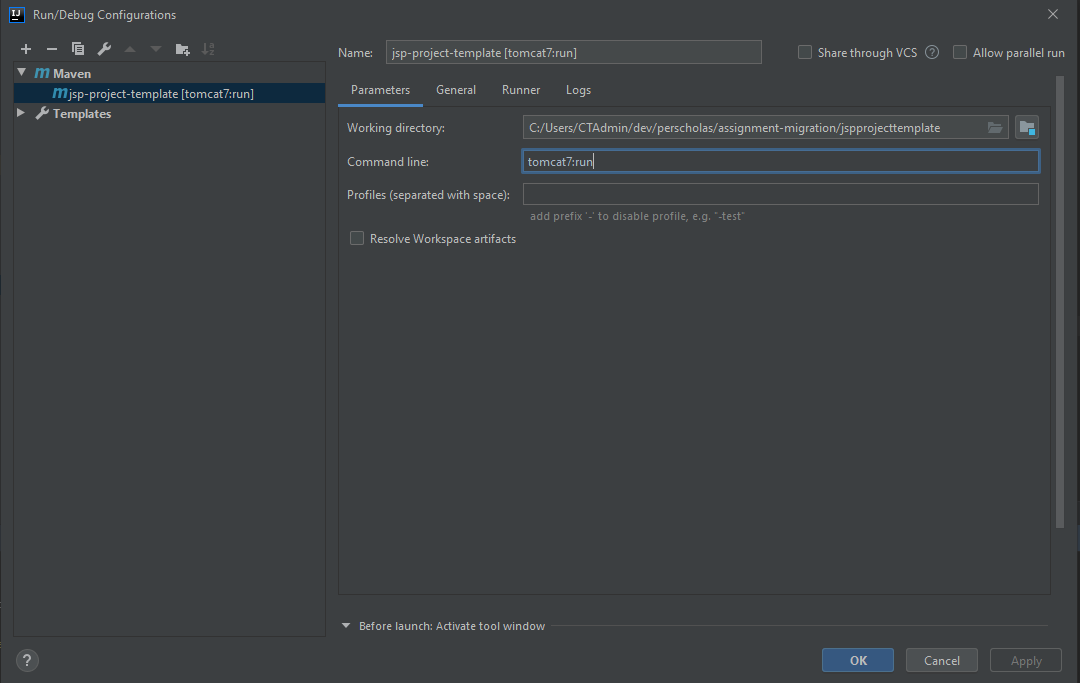 IJ Run/Debug Configurations
Name: jsp-project-template [tomcat7:run] Share through VCS ? Allow parallel run
m Maven
m jsp-project-template [tomcat7:run]
Templates
Parameters General Runner Logs
Working directory: C:/Users/CTAdmin/dev/perscholas/assignment-migration/jspprojecttemplate
Command line: tomcat7:run
Profiles (separated with space):
add prefix '-' to disable profile, e.g. "-test"
Resolve Workspace artifacts
Before launch: Activate tool window
? OK Cancel Apply